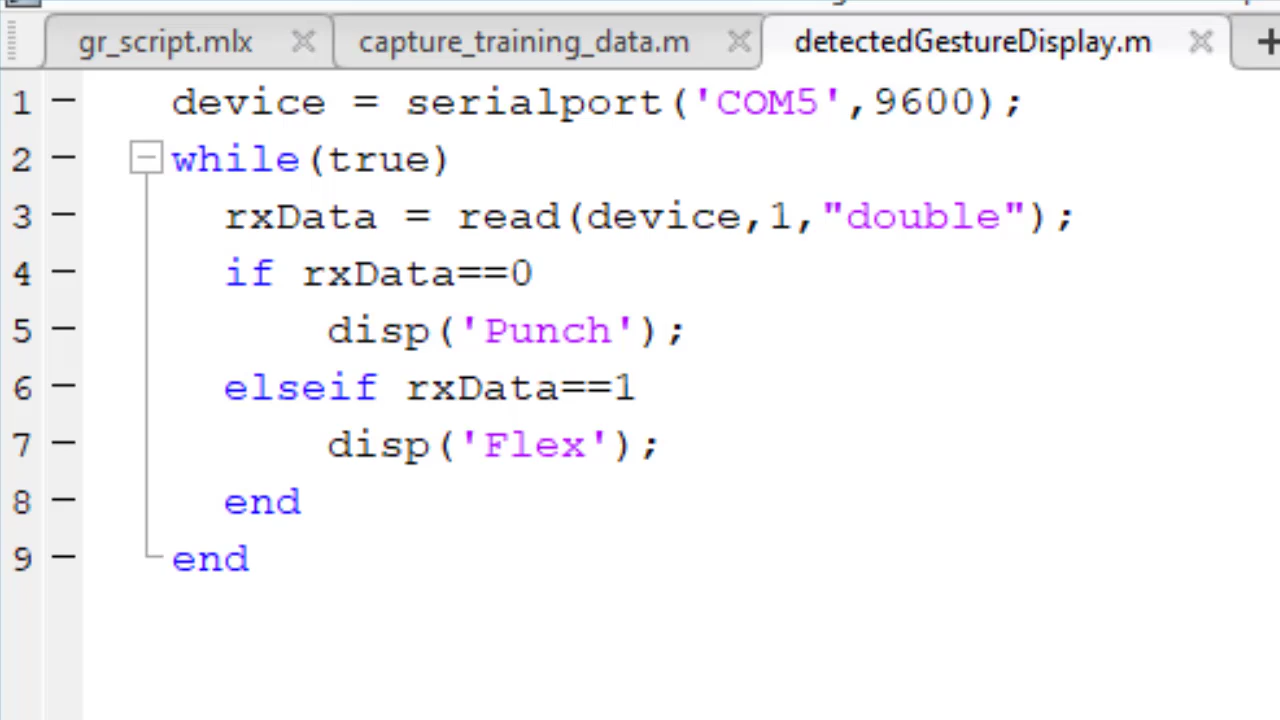 gr_script.mlx capture_training_data.m detectedGestureDisplay.m
1 device = serialport('COM5',9600);
2 while(true)
3 rxData = read(device,1,"double");
4 if rxData==0
5 disp('Punch');
6 elseif rxData==1
7 disp('Flex');
8 end
9 end